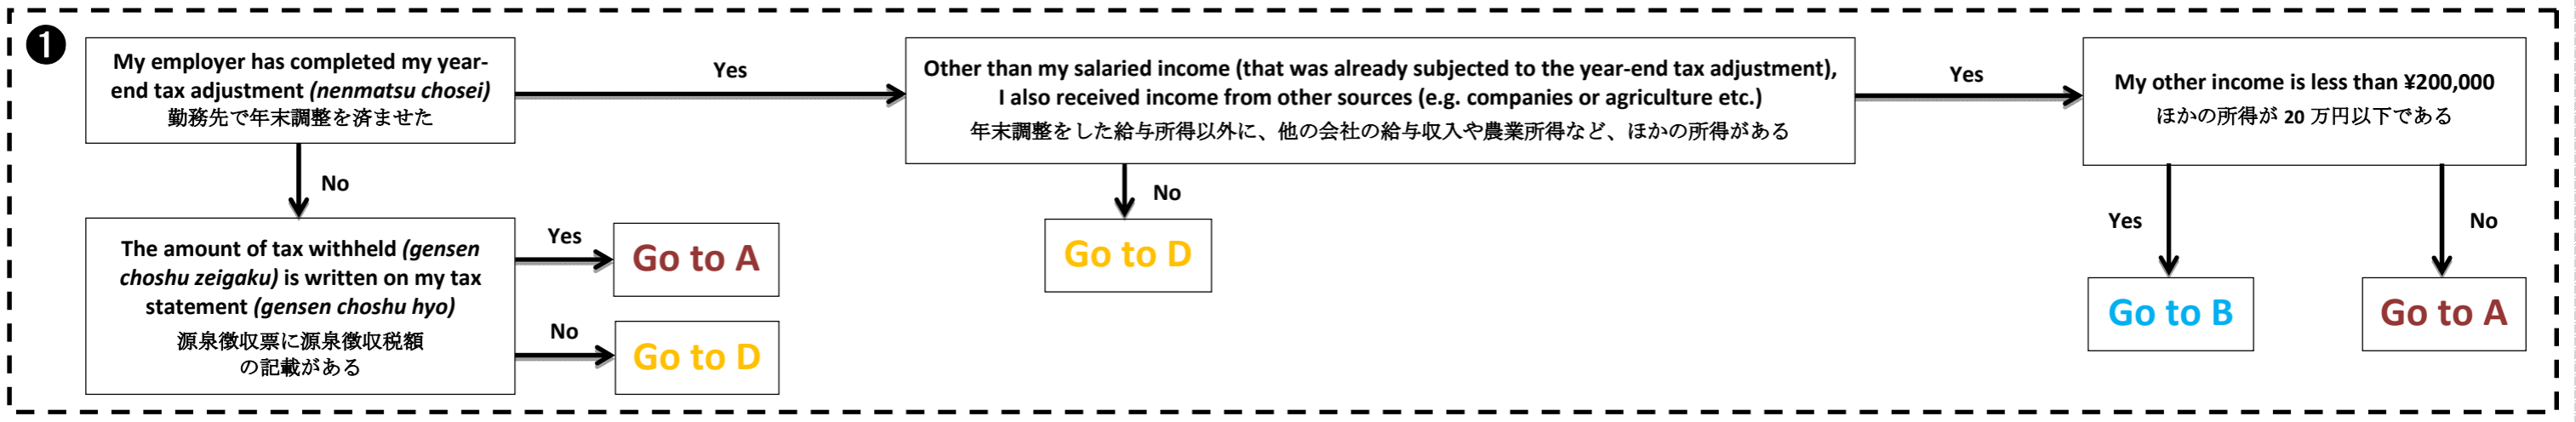 ❶
My employer has completed my year-
end tax adjustment (nenmatsu chosei)
勤務先で年末調整を済ませた
Yes
Other than my salaried income (that was already subjected to the year-end tax adjustment),
I also received income from other sources (e.g. companies or agriculture etc.)
年末調整をした給与所得以外に、他の会社の給与収入や農業所得など、ほかの所得がある
Yes
My other income is less than ¥200,000
ほかの所得が 20 万円以下である
No
The amount of tax withheld (gensen
choshu zeigaku) is written on my tax
statement (gensen choshu hyo)
源泉徴収票に源泉徴収税額
の記載がある
Yes
Go to A
No
Go to D
No
Go to D
Yes
Go to B
No
Go to A